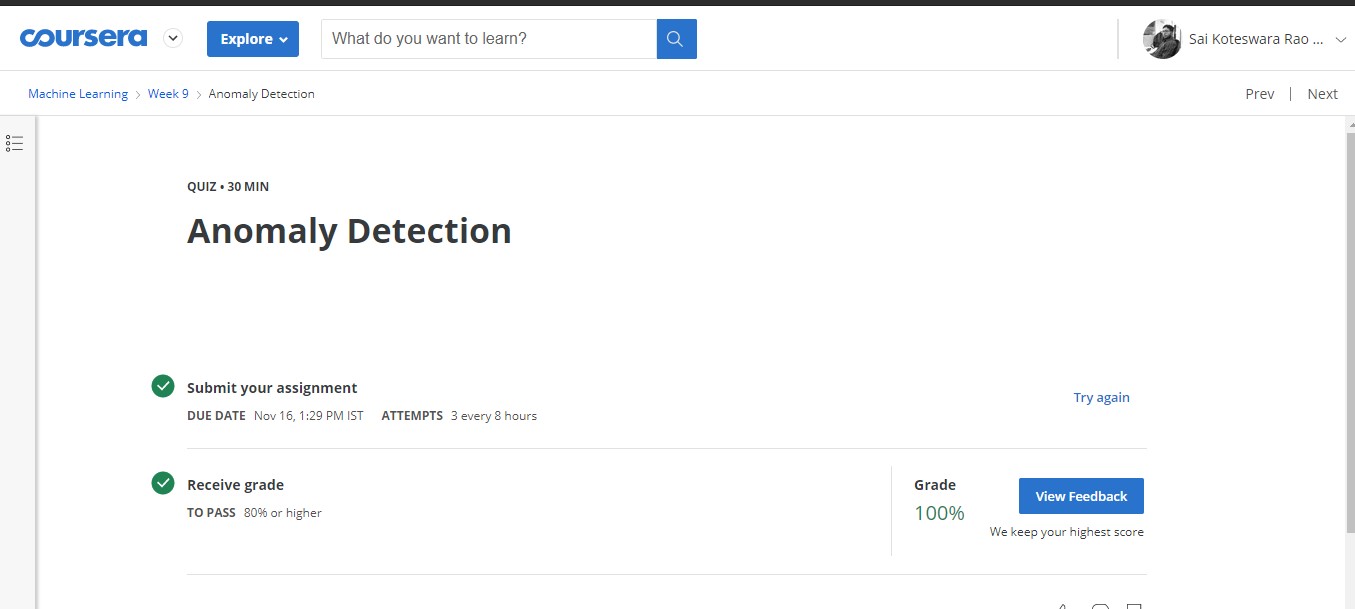 coursera
Explore
What do you want to learn?
Sai Koteswara Rao ...
Machine Learning > Week 9 > Anomaly Detection
Prev | Next
QUIZ • 30 MIN
Anomaly Detection
Submit your assignment
DUE DATE Nov 16, 1:29 PM IST ATTEMPTS 3 every 8 hours
Try again
Receive grade
TO PASS 80% or higher
Grade
100%
View Feedback
We keep your highest score